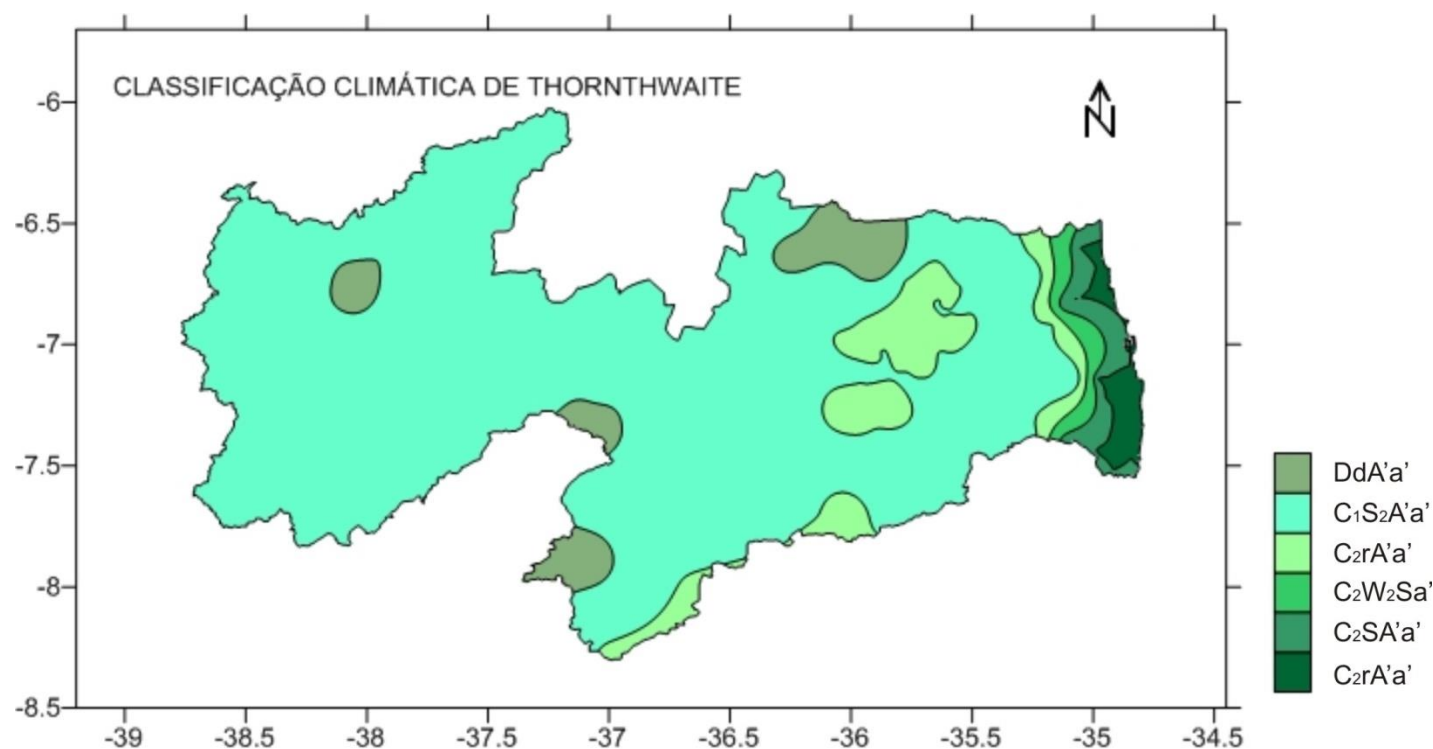 CLASSIFICAÇÃO CLIMÁTICA DE THORNTHWAITE
N
-6
-6.5
-7
-7.5
-8
-8.5
-39
-38.5
-38
-37.5
-37
-36.5
-36
-35.5
-35
-34.5
DdA'a'
C₁S₂A'a'
C₂rA'a'
C₂W₂Sa'
C₂SA'a'
C₂rA'a'